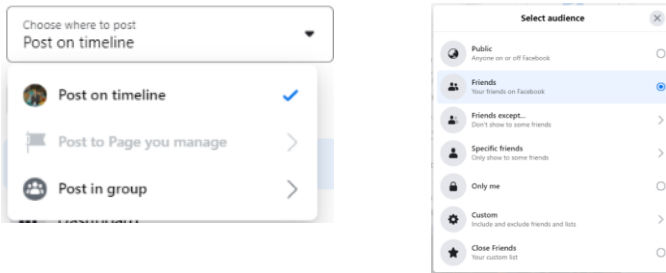 Choose where to post
Post on timeline
Post on timeline
Post to Page you manage
Post in group
Dashboard
Select audience
Public
Anyone on or off Facebook
Friends
Your friends on Facebook
Friends except...
Don't show to some friends
Specific friends
Only show to some friends
Only me
Custom
Include and exclude friends and lists
Close Friends
Your custom list